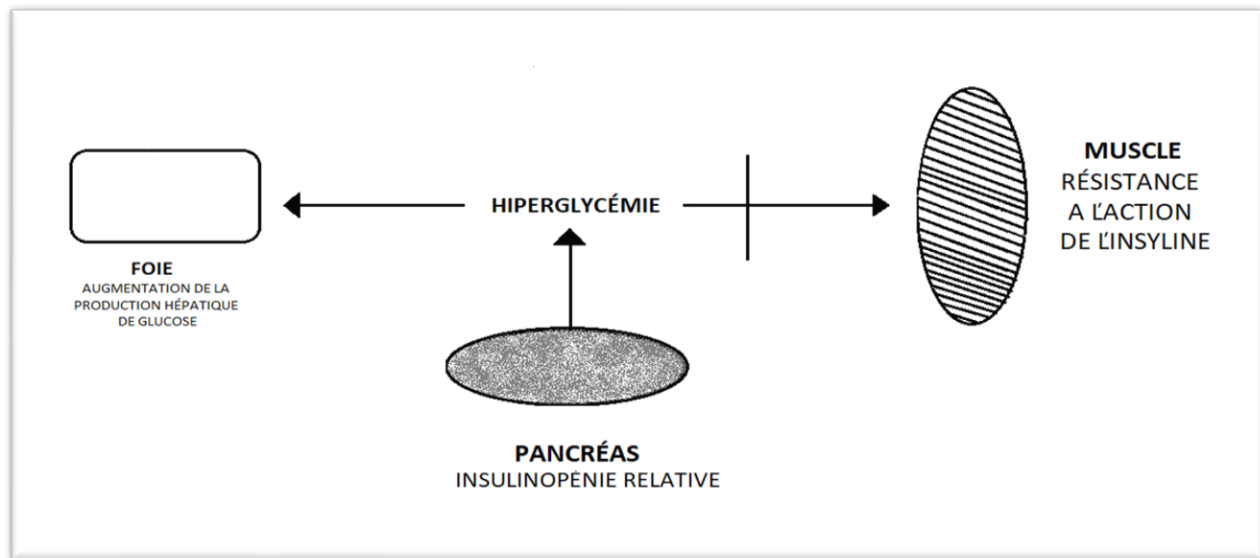 HIPERGLYCÉMIE
FOIE
AUGMENTATION DE LA
PRODUCTION HÉPATIQUE
DE GLUCOSE
MUSCLE
RÉSISTANCE
A L'ACTION
DE L'INSYLINE
PANCRÉAS
INSULINOPÉNIE RELATIVE